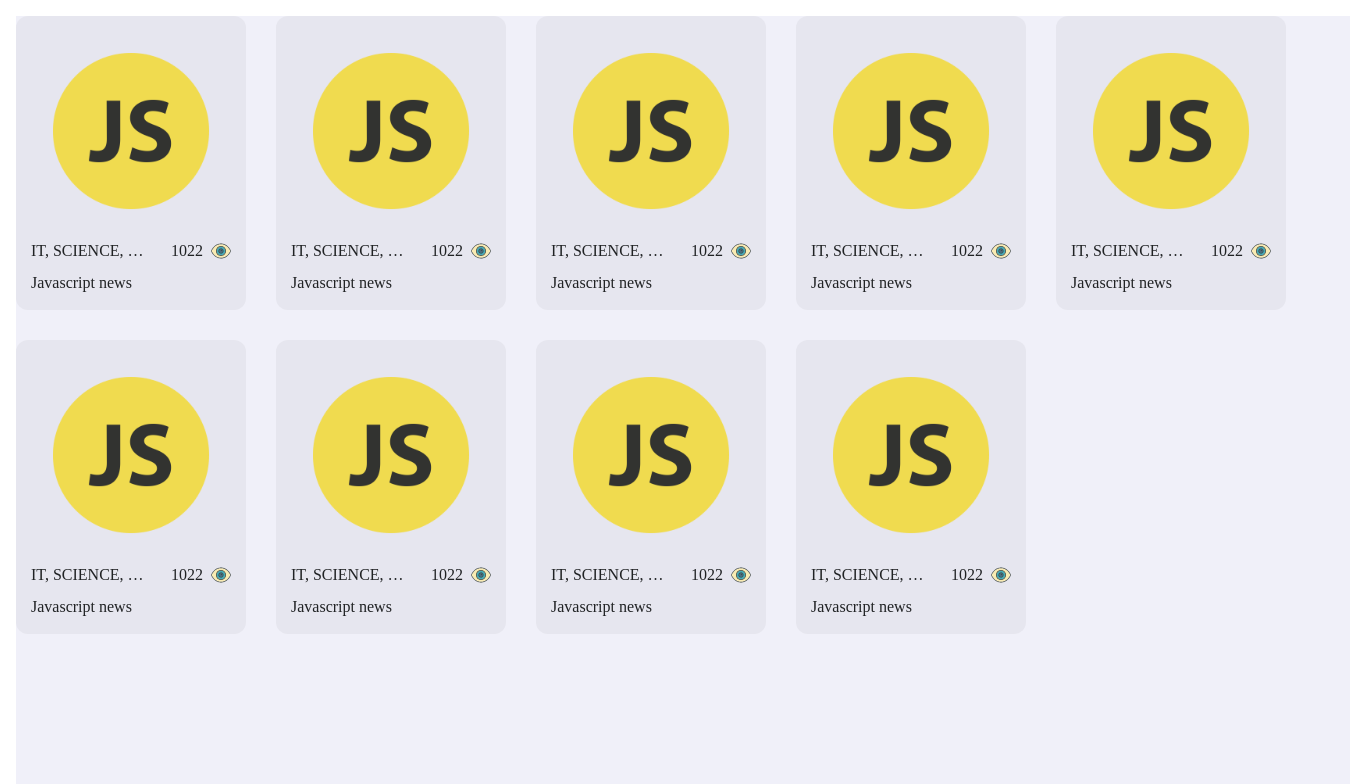 JS JS JS JS JS
IT, SCIENCE, … 1022 IT, SCIENCE, … 1022 IT, SCIENCE, … 1022 IT, SCIENCE, … 1022 IT, SCIENCE, … 1022
Javascript news Javascript news Javascript news Javascript news Javascript news
JS JS JS JS
IT, SCIENCE, … 1022 IT, SCIENCE, … 1022 IT, SCIENCE, … 1022 IT, SCIENCE, … 1022
Javascript news Javascript news Javascript news Javascript news